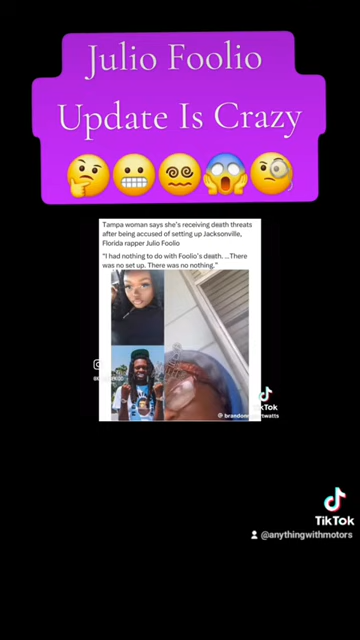 Julio Foolio
Update Is Crazy
Tampa woman says she's receiving death threats
after being accused of setting up Jacksonville,
Florida rapper Julio Foolio
"I had nothing to do with Foolio's death. ...There
was no set up. There was no nothing."
TikTok
@anythingwithmotors